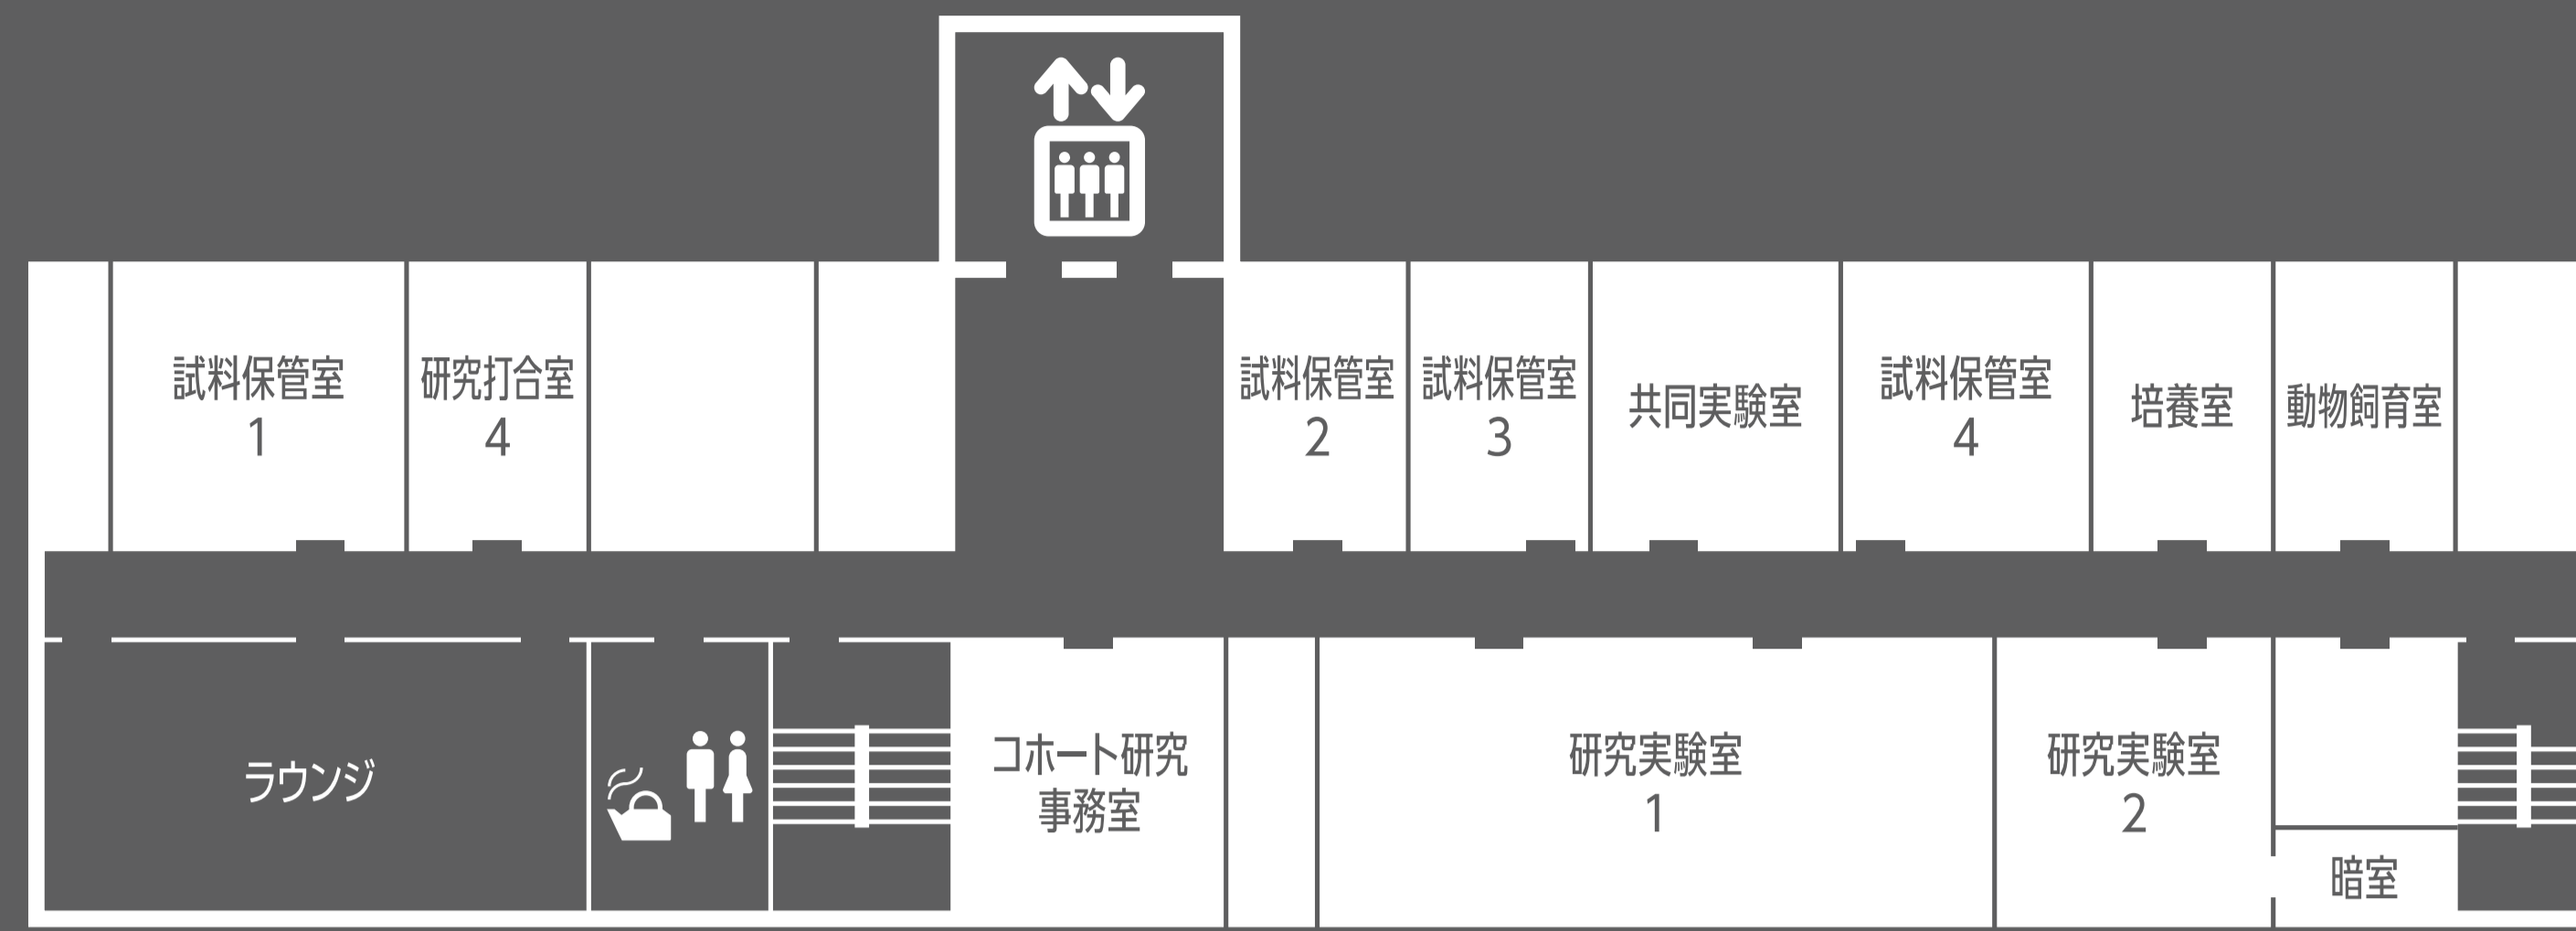 試料保管室
1
研究打合室
4
試料保管室
2
試料保管室
3
共同実験室
試料保管室
4
培養室
動物飼育室
ラウンジ
コホート研究
事務室
研究実験室
1
研究実験室
2
暗室